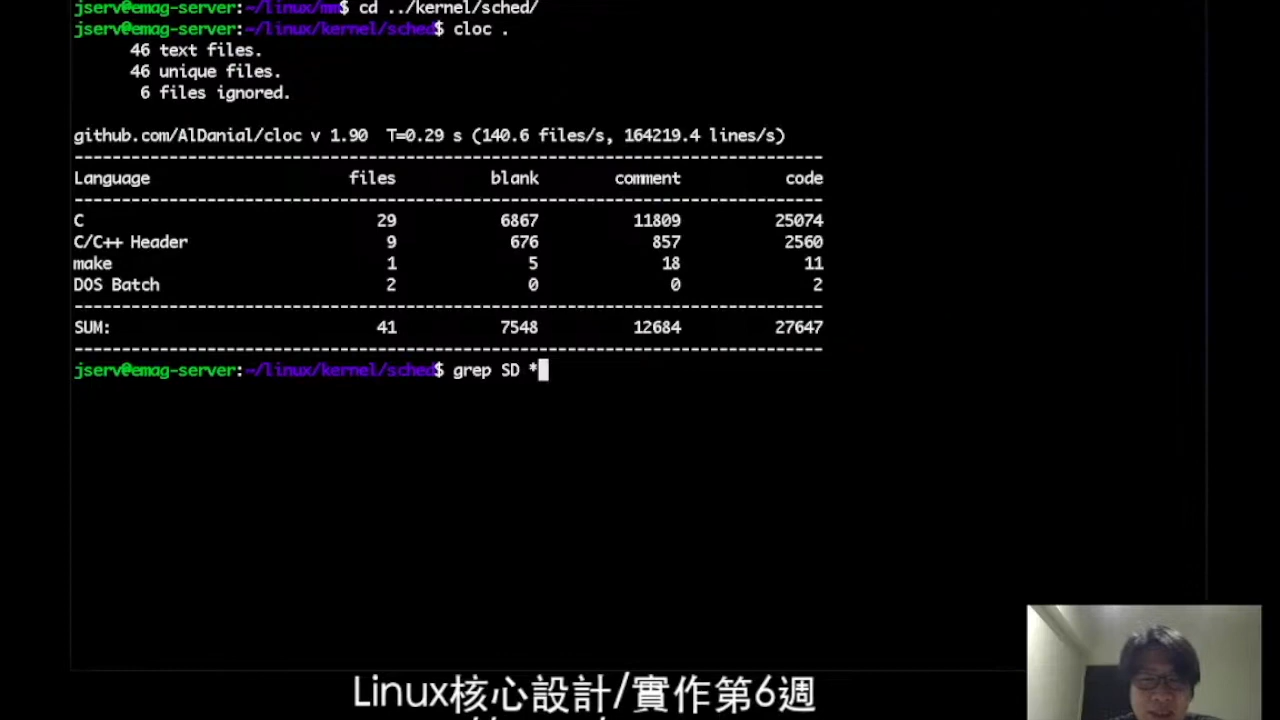 jserv@emag-server:~/linux/mm$ cd ../kernel/sched/
jserv@emag-server:~/linux/kernel/sched$ cloc .
46 text files.
46 unique files.
6 files ignored.
github.com/AlDanial/cloc v 1.90  T=0.29 s (140.6 files/s, 164219.4 lines/s)
-------------------------------------------------------------------------------
Language                     files          blank        comment           code
-------------------------------------------------------------------------------
C                               29           6867          11809          25074
C/C++ Header                     9            676            857           2560
make                             1              5             18             11
DOS Batch                        2              0              0              2
-------------------------------------------------------------------------------
SUM:                            41           7548          12684          27647
-------------------------------------------------------------------------------
jserv@emag-server:~/linux/kernel/sched$ grep SD *
Linux核心設計/實作第6週